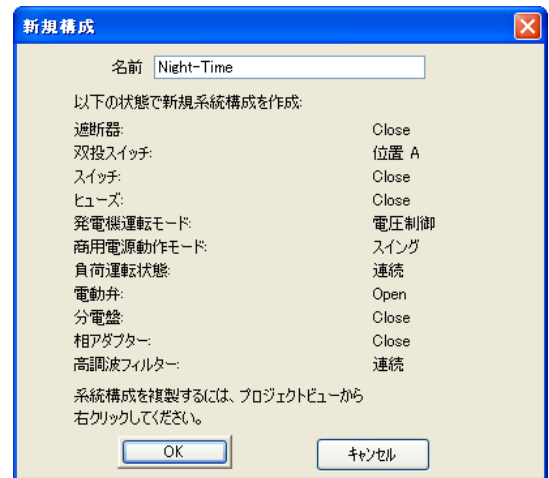 新規構成
名前 Night-Time
以下の状態で新規系統構成を作成:
遮断器: Close
双投スイッチ: 位置 A
スイッチ: Close
ヒューズ: Close
発電機運転モード: 電圧制御
商用電源動作モード: スイング
負荷運転状態: 連続
電動弁: Open
分電盤: Close
相アダプター: Close
高調波フィルター: 連続
系統構成を複製するには、プロジェクトビューから
右クリックしてください。
OK キャンセル